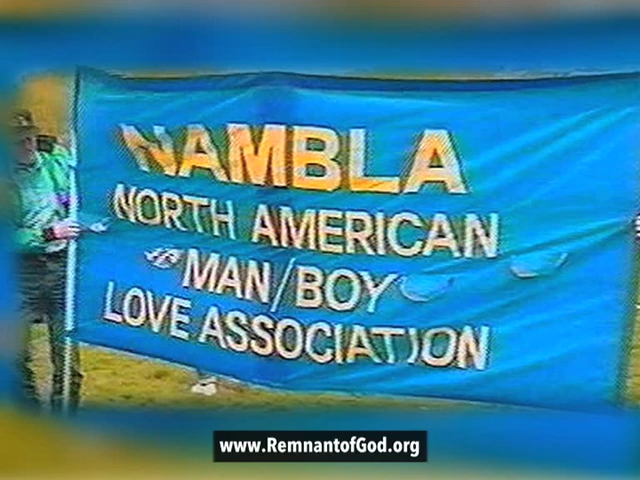 NAMBLA
NORTH AMERICAN
MAN/BOY
LOVE ASSOCIATION
www.RemnantofGod.org